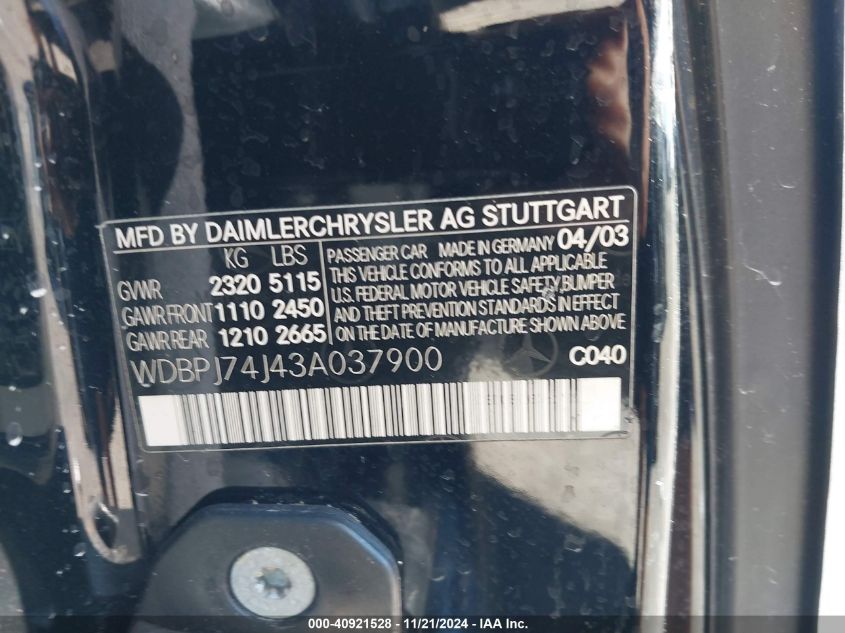 MFD BY DAIMLERCHRYSLER AG STUTTGART
KG LBS
GVWR 2320 5115
GAWR FRONT 1110 2450
GAWR REAR 1210 2665
PASSENGER CAR MADE IN GERMANY 04/03
THIS VEHICLE CONFORMS TO ALL APPLICABLE
U.S. FEDERAL MOTOR VEHICLE SAFETY, BUMPER,
AND THEFT PREVENTION STANDARDS IN EFFECT
ON THE DATE OF MANUFACTURE SHOWN ABOVE
WDBPJ74J43A037900
C040
000-40921528 - 11/21/2024 - IAA Inc.